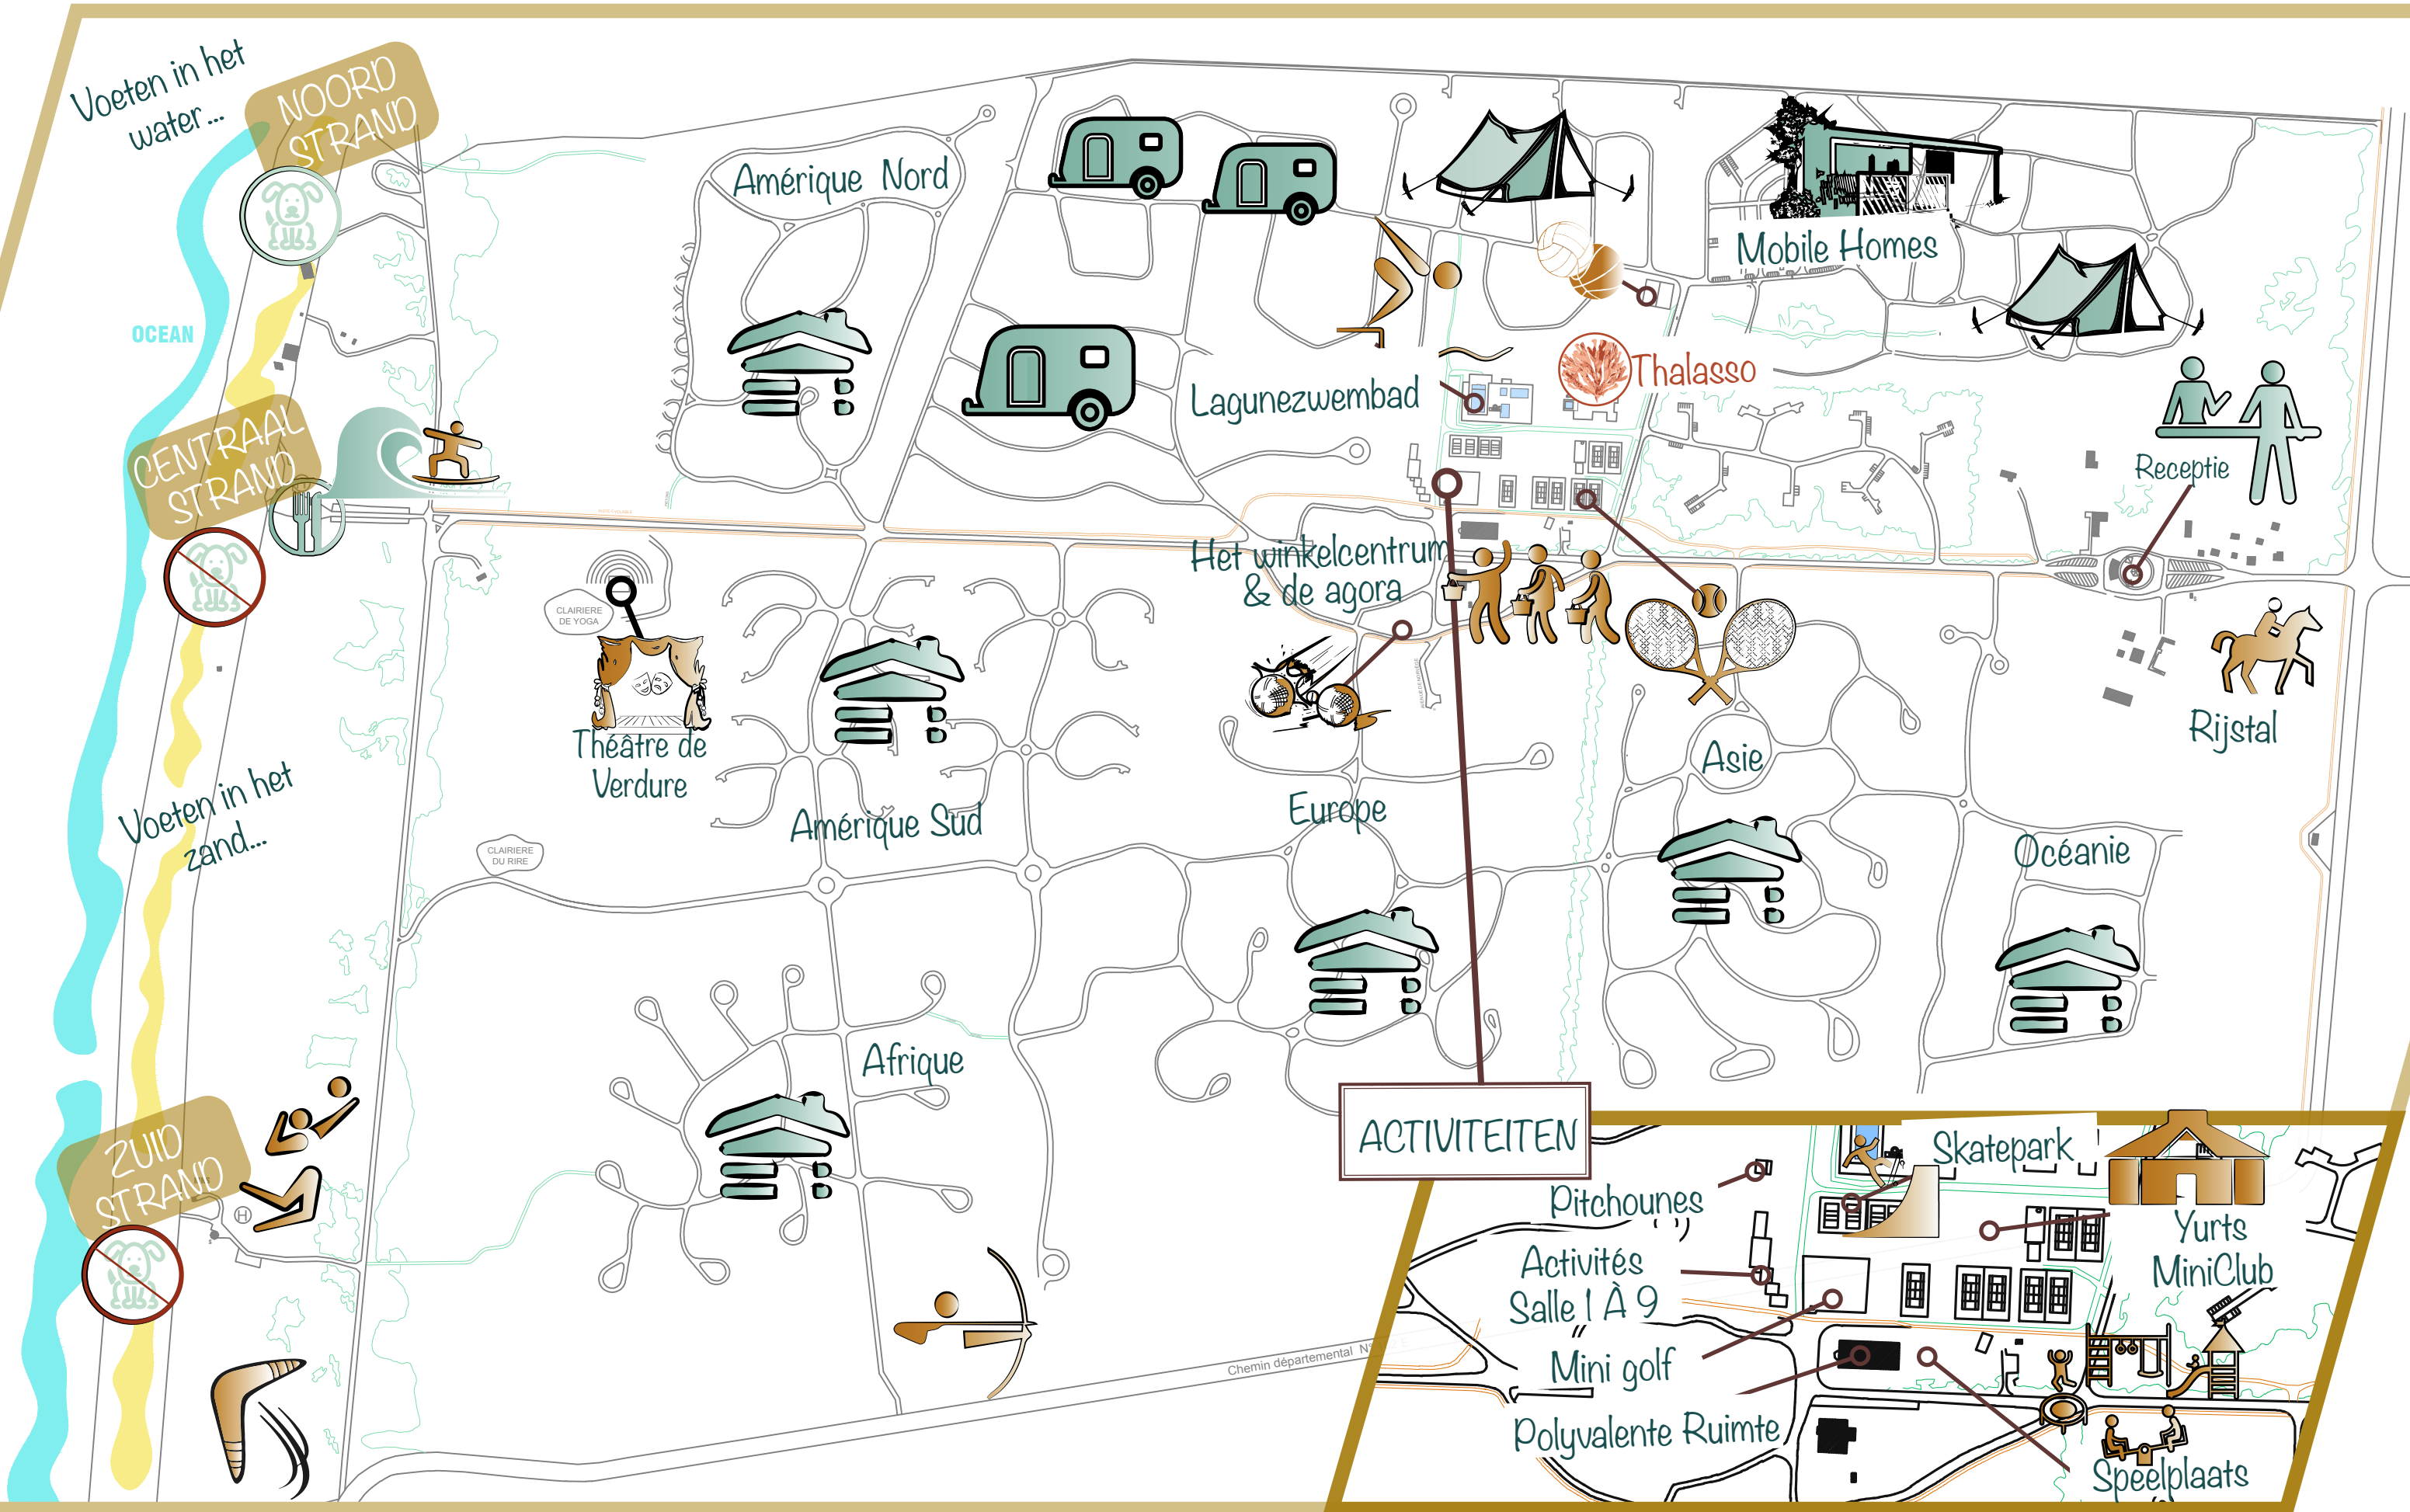 Voeten in het
water...
NOORD
STRAND
Amérique Nord
Mobile Homes
OCEAN
Thalasso
Lagunezwembad
CENTRAAL
STRAND
Receptie
Het winkelcentrum
& de agora
CLAIRIERE
DE YOGA
Théâtre de
Verdure
Rijstal
Asie
Voeten in het
zand...
Amérique Sud
Europe
Océanie
CLAIRIERE
DU RIRE
Afrique
ZUID
STRAND
H
ACTIVITEITEN
Skatepark
Pitchounes
Yurts
MiniClub
Activités
Salle 1 À 9
Chemin départemental
Mini golf
Polyvalente Ruimte
Speelplaats